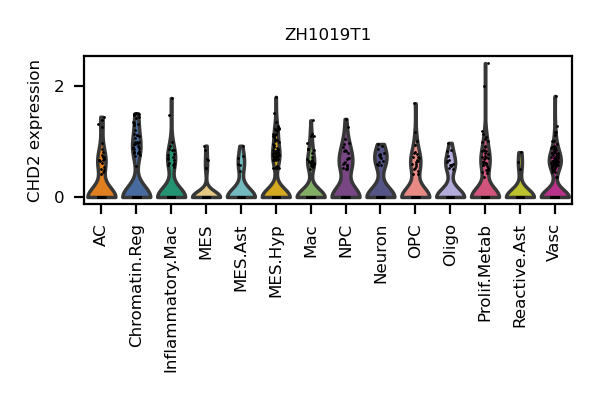 ZH1019T1
CHD2 expression
2
0
AC
Chromatin.Reg
Inflammatory.Mac
MES
MES.Ast
MES.Hyp
Mac
NPC
Neuron
OPC
Oligo
Prolif.Metab
Reactive.Ast
Vasc